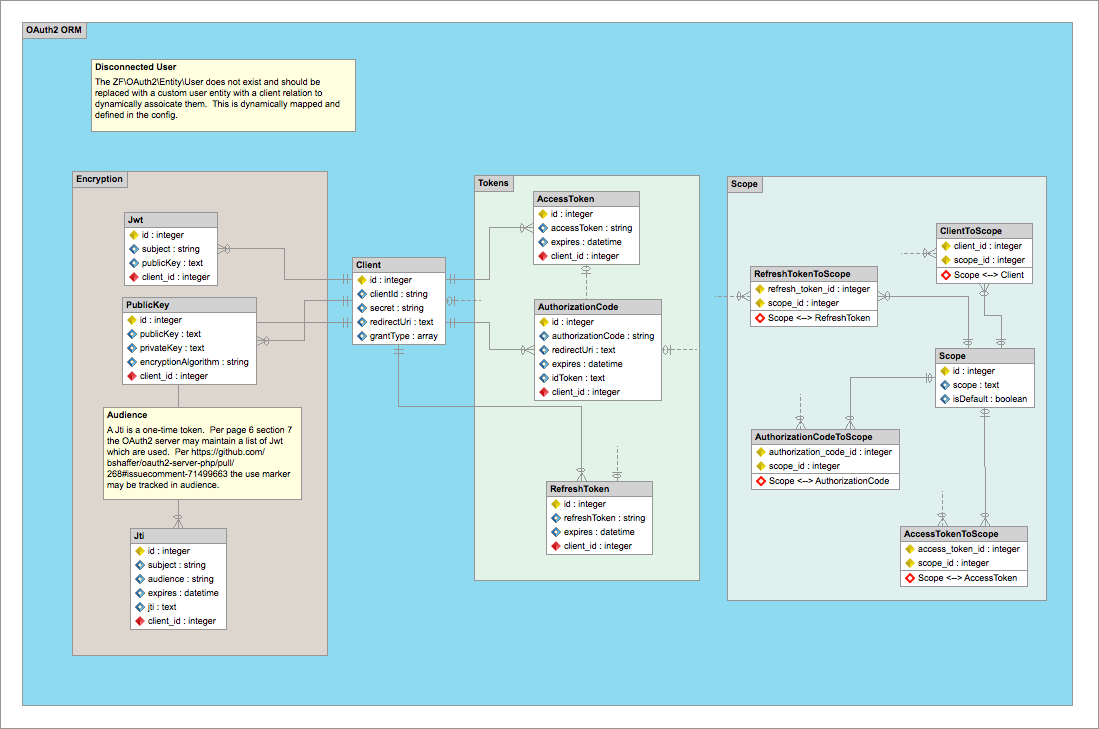 OAuth2 ORM
Disconnected User
The ZF\OAuth2\Entity\User does not exist and should be
replaced with a custom user entity with a client relation to
dynamically assoicate them.  This is dynamically mapped and
defined in the config.
Encryption
Jwt
id : integer
subject : string
publicKey : text
client_id : integer
PublicKey
id : integer
publicKey : text
privateKey : text
encryptionAlgorithm : string
client_id : integer
Audience
A Jti is a one-time token.  Per page 6 section 7
the OAuth2 server may maintain a list of Jwt
which are used.  Per https://github.com/
bshaffer/oauth2-server-php/pull/
268#issuecomment-71499663 the use marker
may be tracked in audience.
Jti
id : integer
subject : string
audience : string
expires : datetime
jti : text
client_id : integer
Client
id : integer
clientId : string
secret : string
redirectUri : text
grantType : array
Tokens
AccessToken
id : integer
accessToken : string
expires : datetime
client_id : integer
AuthorizationCode
id : integer
authorizationCode : string
redirectUri : text
expires : datetime
idToken : text
client_id : integer
RefreshToken
id : integer
refreshToken : string
expires : datetime
client_id : integer
Scope
ClientToScope
client_id : integer
scope_id : integer
Scope <--> Client
RefreshTokenToScope
refresh_token_id : integer
scope_id : integer
Scope <--> RefreshToken
Scope
id : integer
scope : text
isDefault : boolean
AuthorizationCodeToScope
authorization_code_id : integer
scope_id : integer
Scope <--> AuthorizationCode
AccessTokenToScope
access_token_id : integer
scope_id : integer
Scope <--> AccessToken